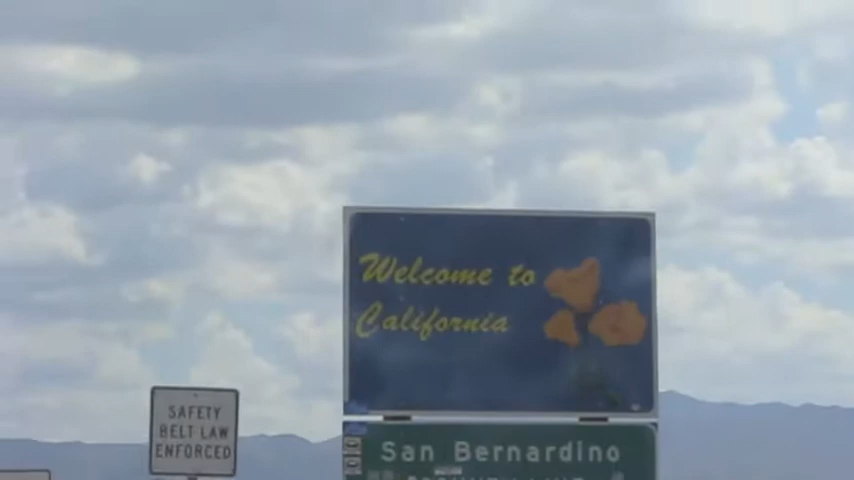 Welcome to
California
SAFETY
BELT LAW
ENFORCED
San Bernardino